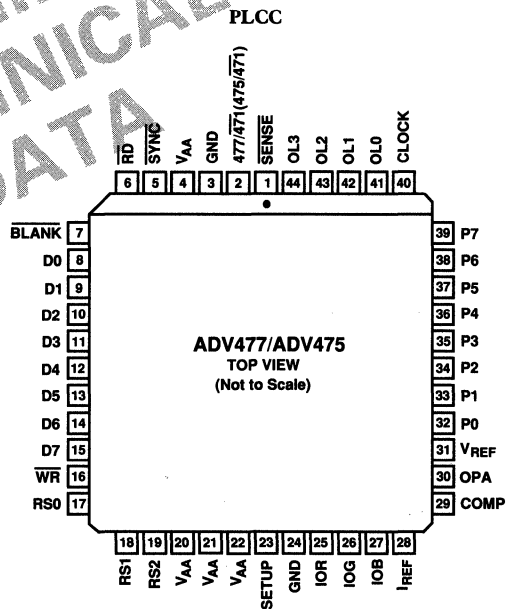 PLCC
NICAL
DATA
RD
SYNC
VAA
GND
477/471(475/471)
SENSE
OL3
OL2
OL1
OL0
CLOCK
6
5
4
3
2
1
44
43
42
41
40
BLANK 7
D0 8
D1 9
D2 10
D3 11
D4 12
D5 13
D6 14
D7 15
WR 16
RS0 17
ADV477/ADV475
TOP VIEW
(Not to Scale)
39 P7
38 P6
37 P5
36 P4
35 P3
34 P2
33 P1
32 P0
31 VREF
30 OPA
29 COMP
18
19
20
21
22
23
24
25
26
27
28
RS1
RS2
VAA
VAA
VAA
SETUP
GND
IOR
IOG
IOB
IREF